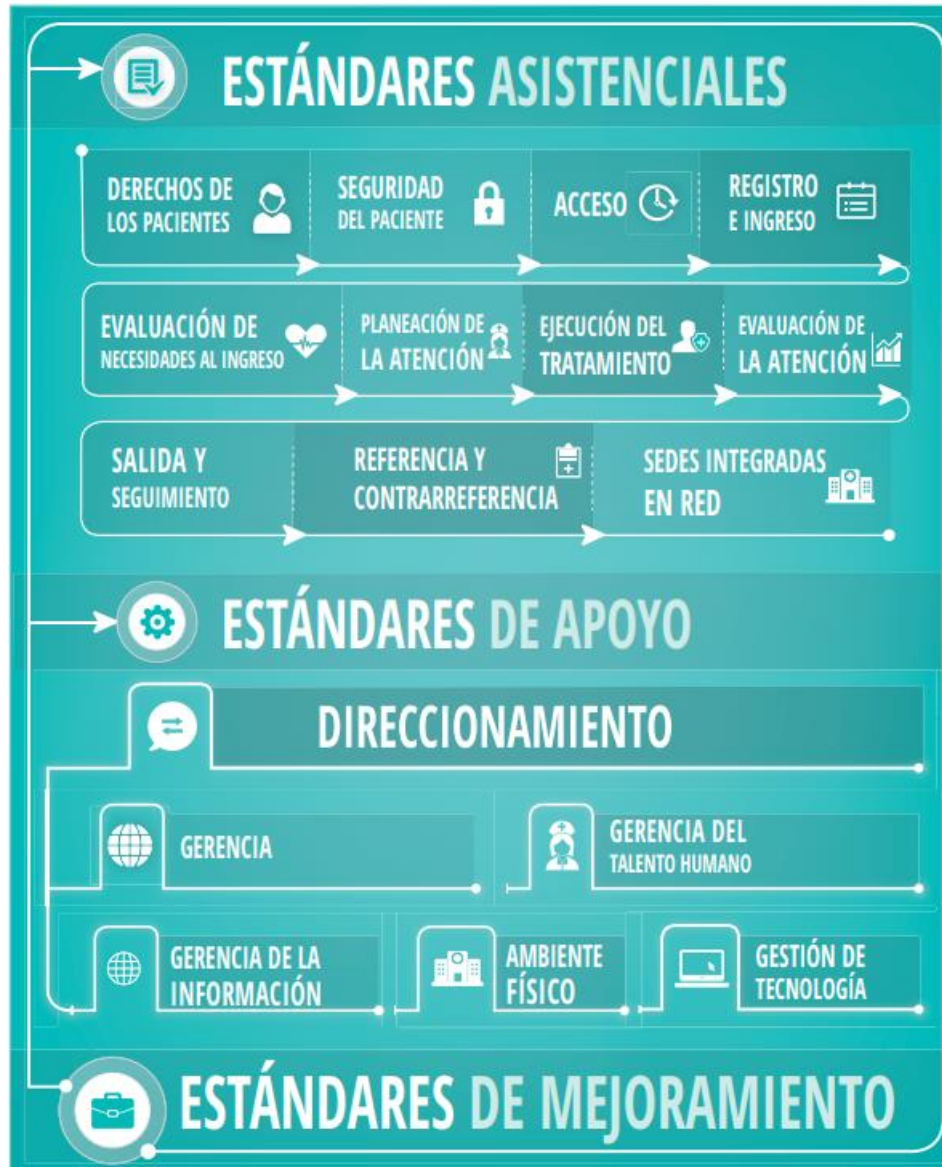 ESTÁNDARES ASISTENCIALES
DERECHOS DE
LOS PACIENTES
SEGURIDAD
DEL PACIENTE
ACCESO
REGISTRO
E INGRESO
EVALUACIÓN DE
NECESIDADES AL INGRESO
PLANEACIÓN DE
LA ATENCIÓN
EJECUCIÓN DEL
TRATAMIENTO
EVALUACIÓN DE
LA ATENCIÓN
SALIDA Y
SEGUIMIENTO
REFERENCIA Y
CONTRARREFERENCIA
SEDES INTEGRADAS
EN RED
ESTÁNDARES DE APOYO
DIRECCIONAMIENTO
GERENCIA
GERENCIA DEL
TALENTO HUMANO
GERENCIA DE LA
INFORMACIÓN
AMBIENTE
FÍSICO
GESTIÓN DE
TECNOLOGÍA
ESTÁNDARES DE MEJORAMIENTO